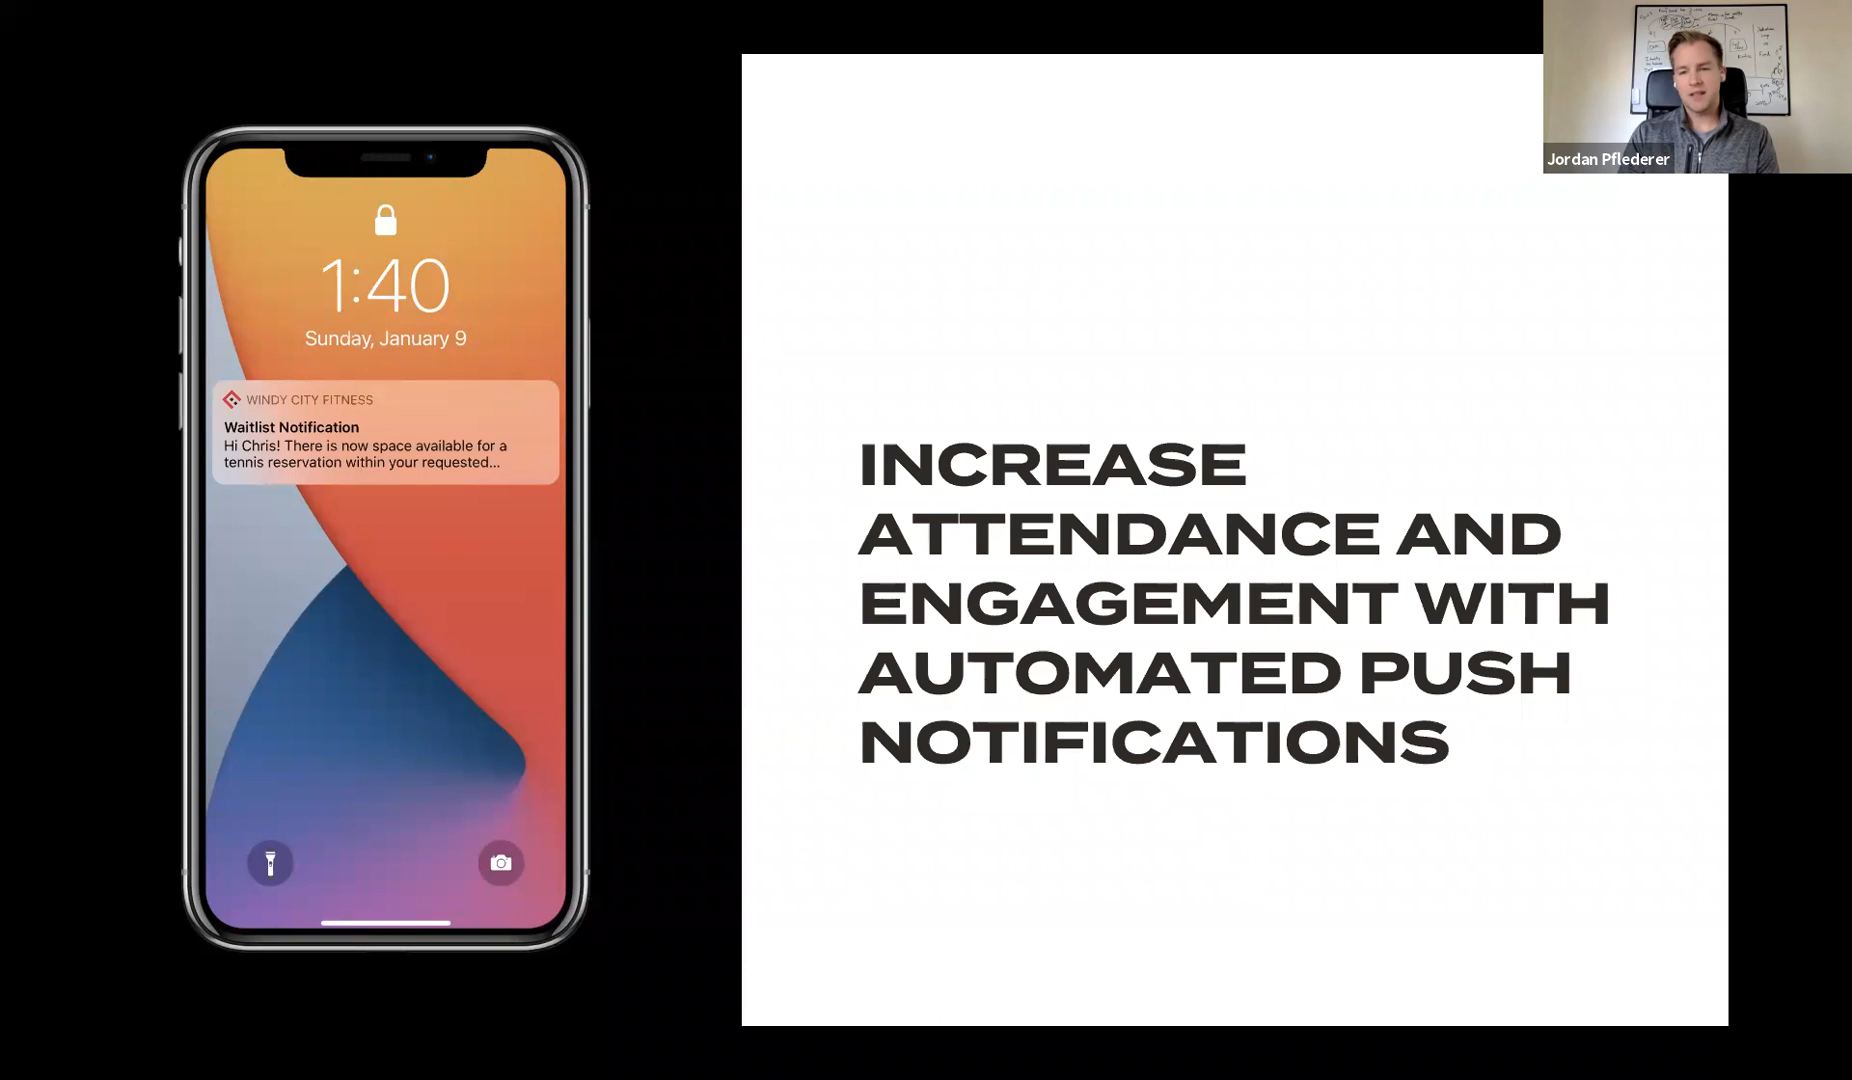 1:40
Sunday, January 9
WINDY CITY FITNESS
Waitlist Notification
Hi Chris! There is now space available for a
tennis reservation within your requested...
INCREASE
ATTENDANCE AND
ENGAGEMENT WITH
AUTOMATED PUSH
NOTIFICATIONS
Jordan Pflederer